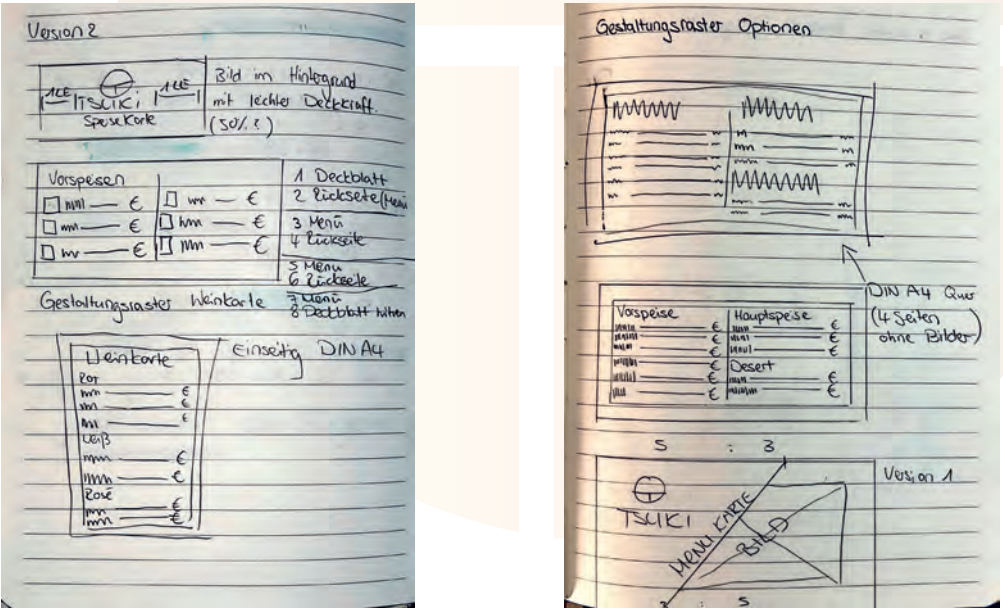 Version 2
1LE TSUKI 1LE
Speisekarte
Bild im Hintergrund
mit leichter Deckkraft.
(50%?)
Vorspeisen
€ €
€ €
€ €
1 Deckblatt
2 Rückseite (Menü
3 Menü
4 Rückseite
5 Menü
6 Rückseite
7 Menü
8 Deckblatt hinten
Gestaltungsraster Weinkarte
Einseitig DIN A4
Weinkarte
Rot
€
€
€
Weiß
€
€
Rosé
€
€
Gestaltungsraster Optionen
DIN A4 Quer
(4 Seiten
ohne Bilder)
Vorspeise Hauptspeise
€ €
€ €
€ €
Desert
€ €
€ €
5 : 3
Version 1
TSUKI
MENÜ KARTE
BILD
3 : 5